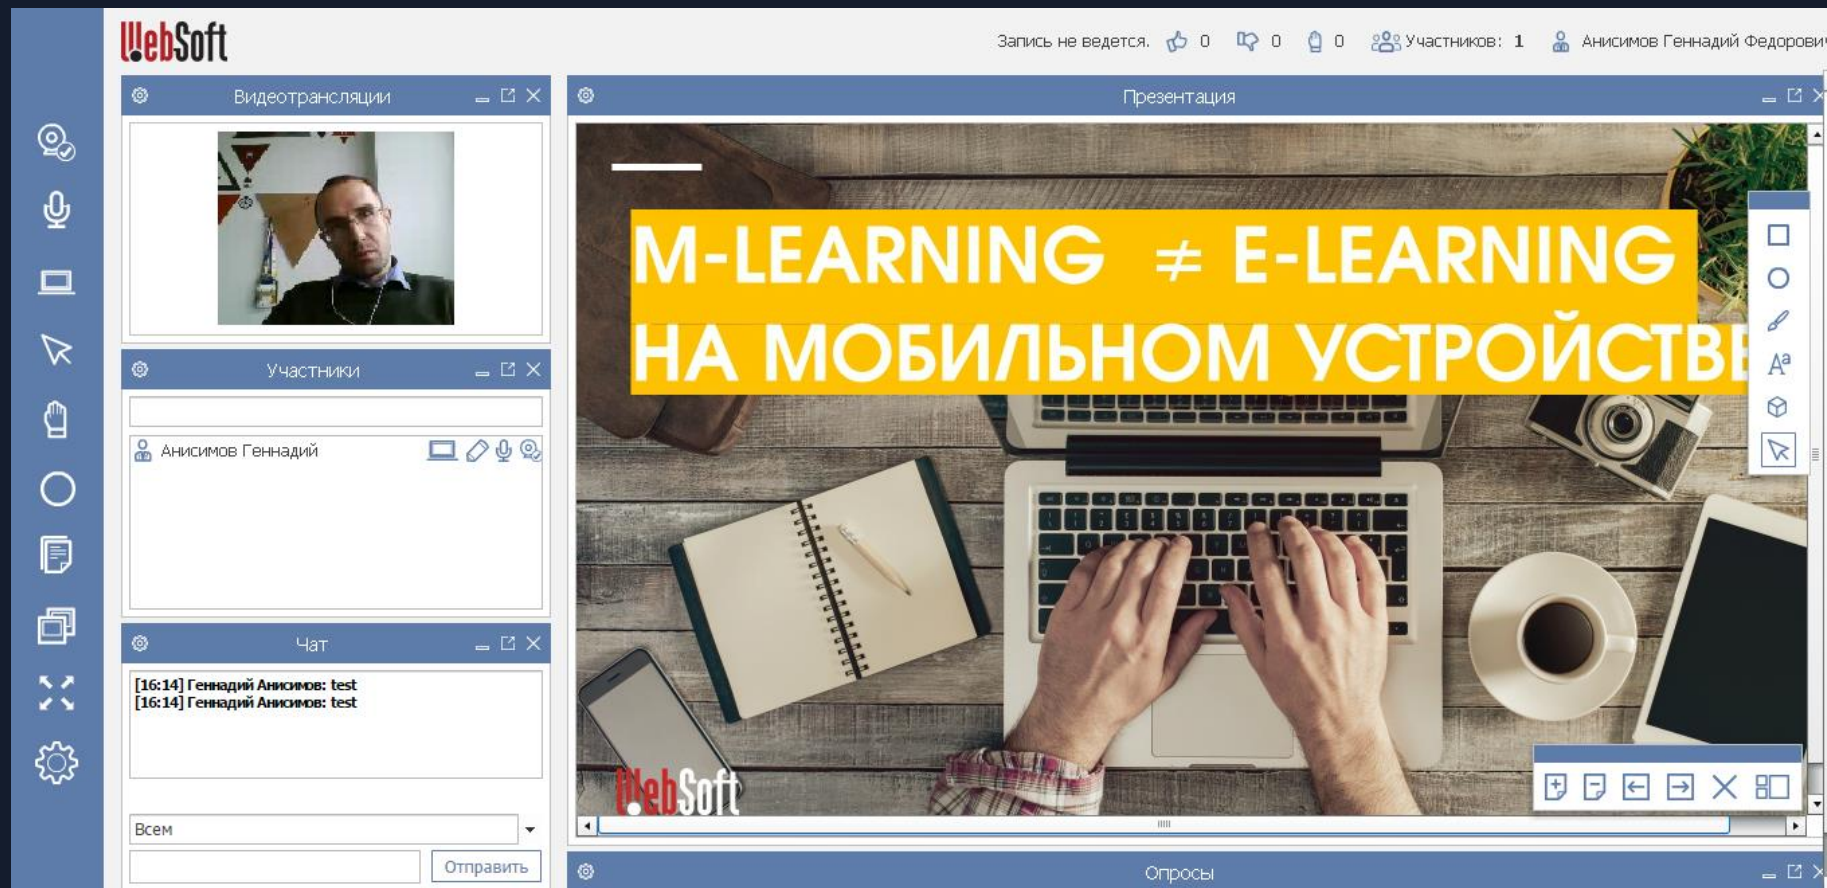 WebSoft
Запись не ведется. 0 0 0 Участников: 1 Анисимов Геннадий Федорович
Видеотрансляции
Участники
Анисимов Геннадий
Чат
[16:14] Геннадий Анисимов: test
[16:14] Геннадий Анисимов: test
Всем
Отправить
Презентация
M-LEARNING ≠ E-LEARNING
НА МОБИЛЬНОМ УСТРОЙСТВЕ
Aa
WebSoft
Опросы